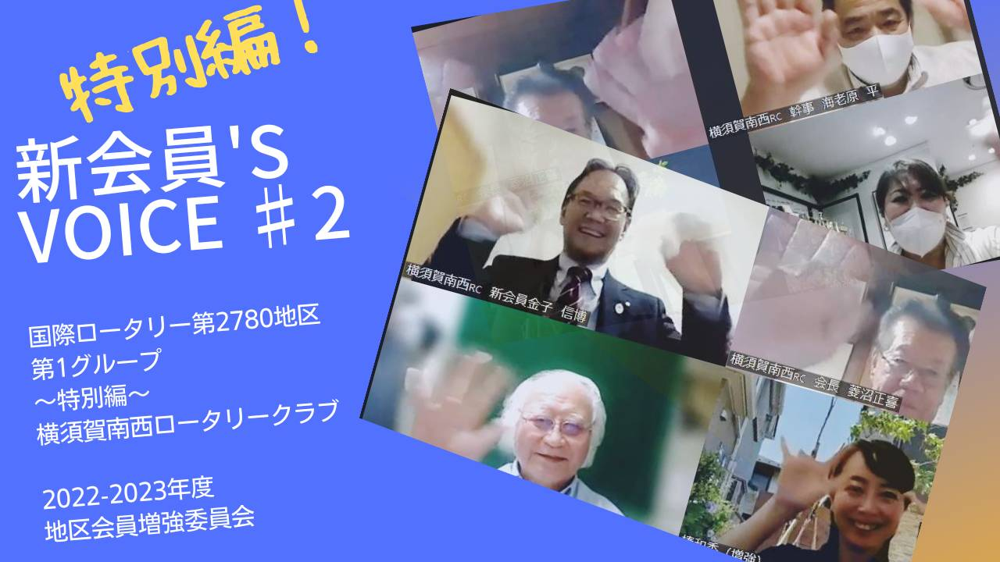 特別編！
新会員'S
VOICE ♯2
国際ロータリー第2780地区
第1グループ
～特別編～
横須賀南西ロータリークラブ
2022-2023年度
地区会員増強委員会
横須賀南西RC 幹事 海老原 平
横須賀南西RC 新会員金子 信博
横須賀南西RC 会長 菱沼正喜
和秀（増強）